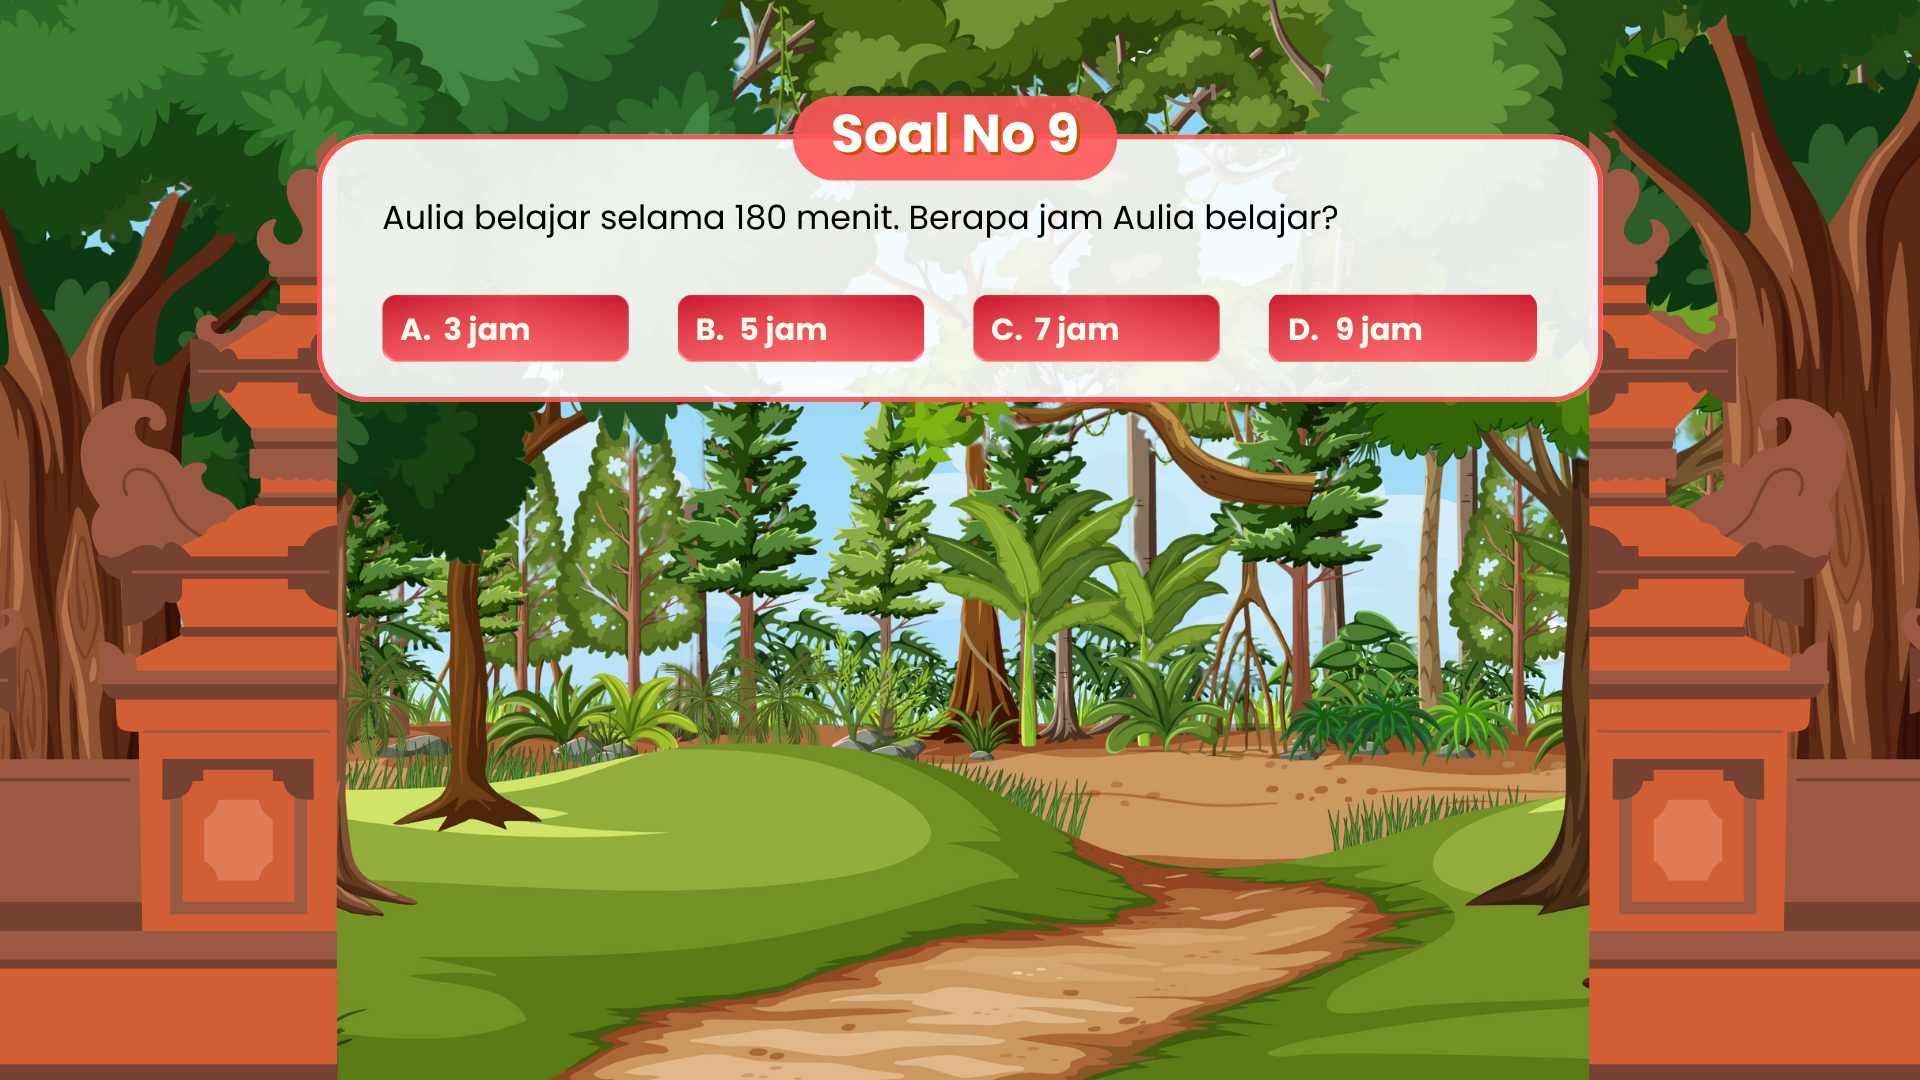 Soal No 9
Aulia belajar selama 180 menit. Berapa jam Aulia belajar?
A. 3 jam
B. 5 jam
C. 7 jam
D. 9 jam